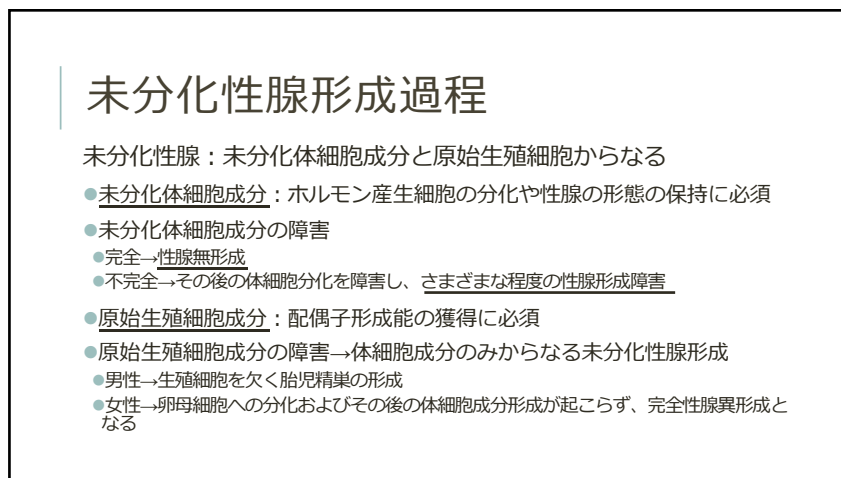 未分化性腺形成過程
未分化性腺：未分化体細胞成分と原始生殖細胞からなる
●未分化体細胞成分：ホルモン産生細胞の分化や性腺の形態の保持に必須
●未分化体細胞成分の障害
●完全→性腺無形成
●不完全→その後の体細胞分化を障害し、さまざまな程度の性腺形成障害
●原始生殖細胞成分：配偶子形成能の獲得に必須
●原始生殖細胞成分の障害→体細胞成分のみからなる未分化性腺形成
●男性→生殖細胞を欠く胎児精巣の形成
●女性→卵母細胞への分化およびその後の体細胞成分形成が起こらず、完全性腺異形成と
なる